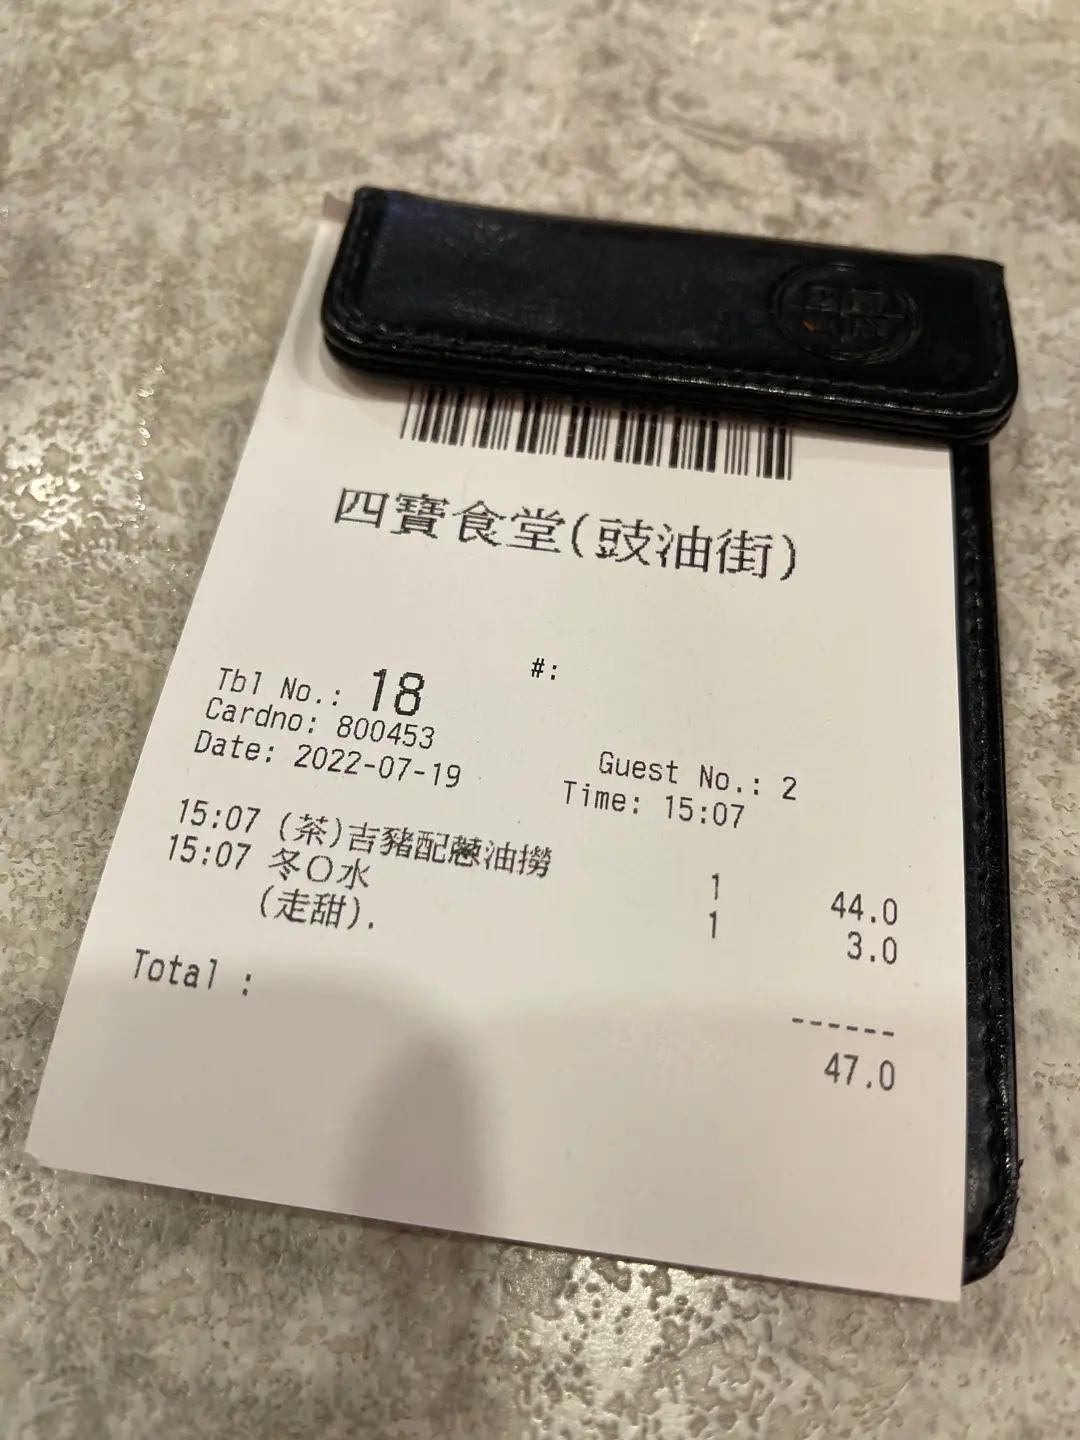 四寶食堂(豉油街)
#:
Tbl No.: 18
Cardno: 800453
Guest No.: 2
Date: 2022-07-19
Time: 15:07
15:07 (茶)吉豬配蔥油撈 1 44.0
15:07 冬〇水 1 3.0
(走甜).
Total :
------
47.0